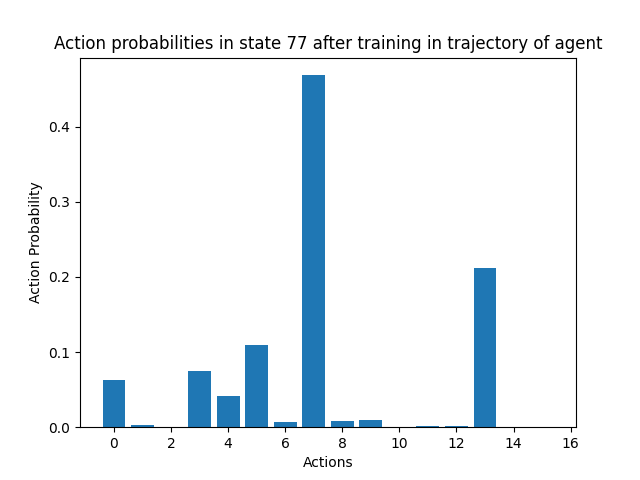 Action probabilities in state 77 after training in trajectory of agent
Action Probability
0.4
0.3
0.2
0.1
0.0
0 2 4 6 8 10 12 14 16
Actions